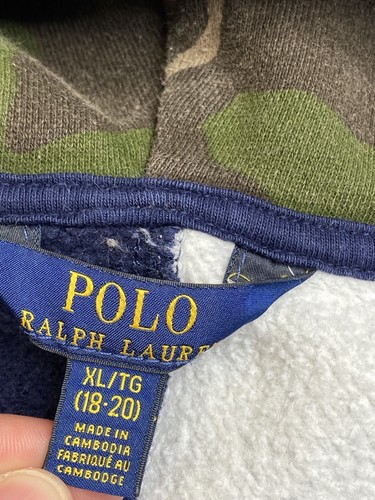 POLO
RALPH LAUREN
XL/TG
(18-20)
MADE IN
CAMBODIA
FABRIQUÉ AU
CAMBODGE